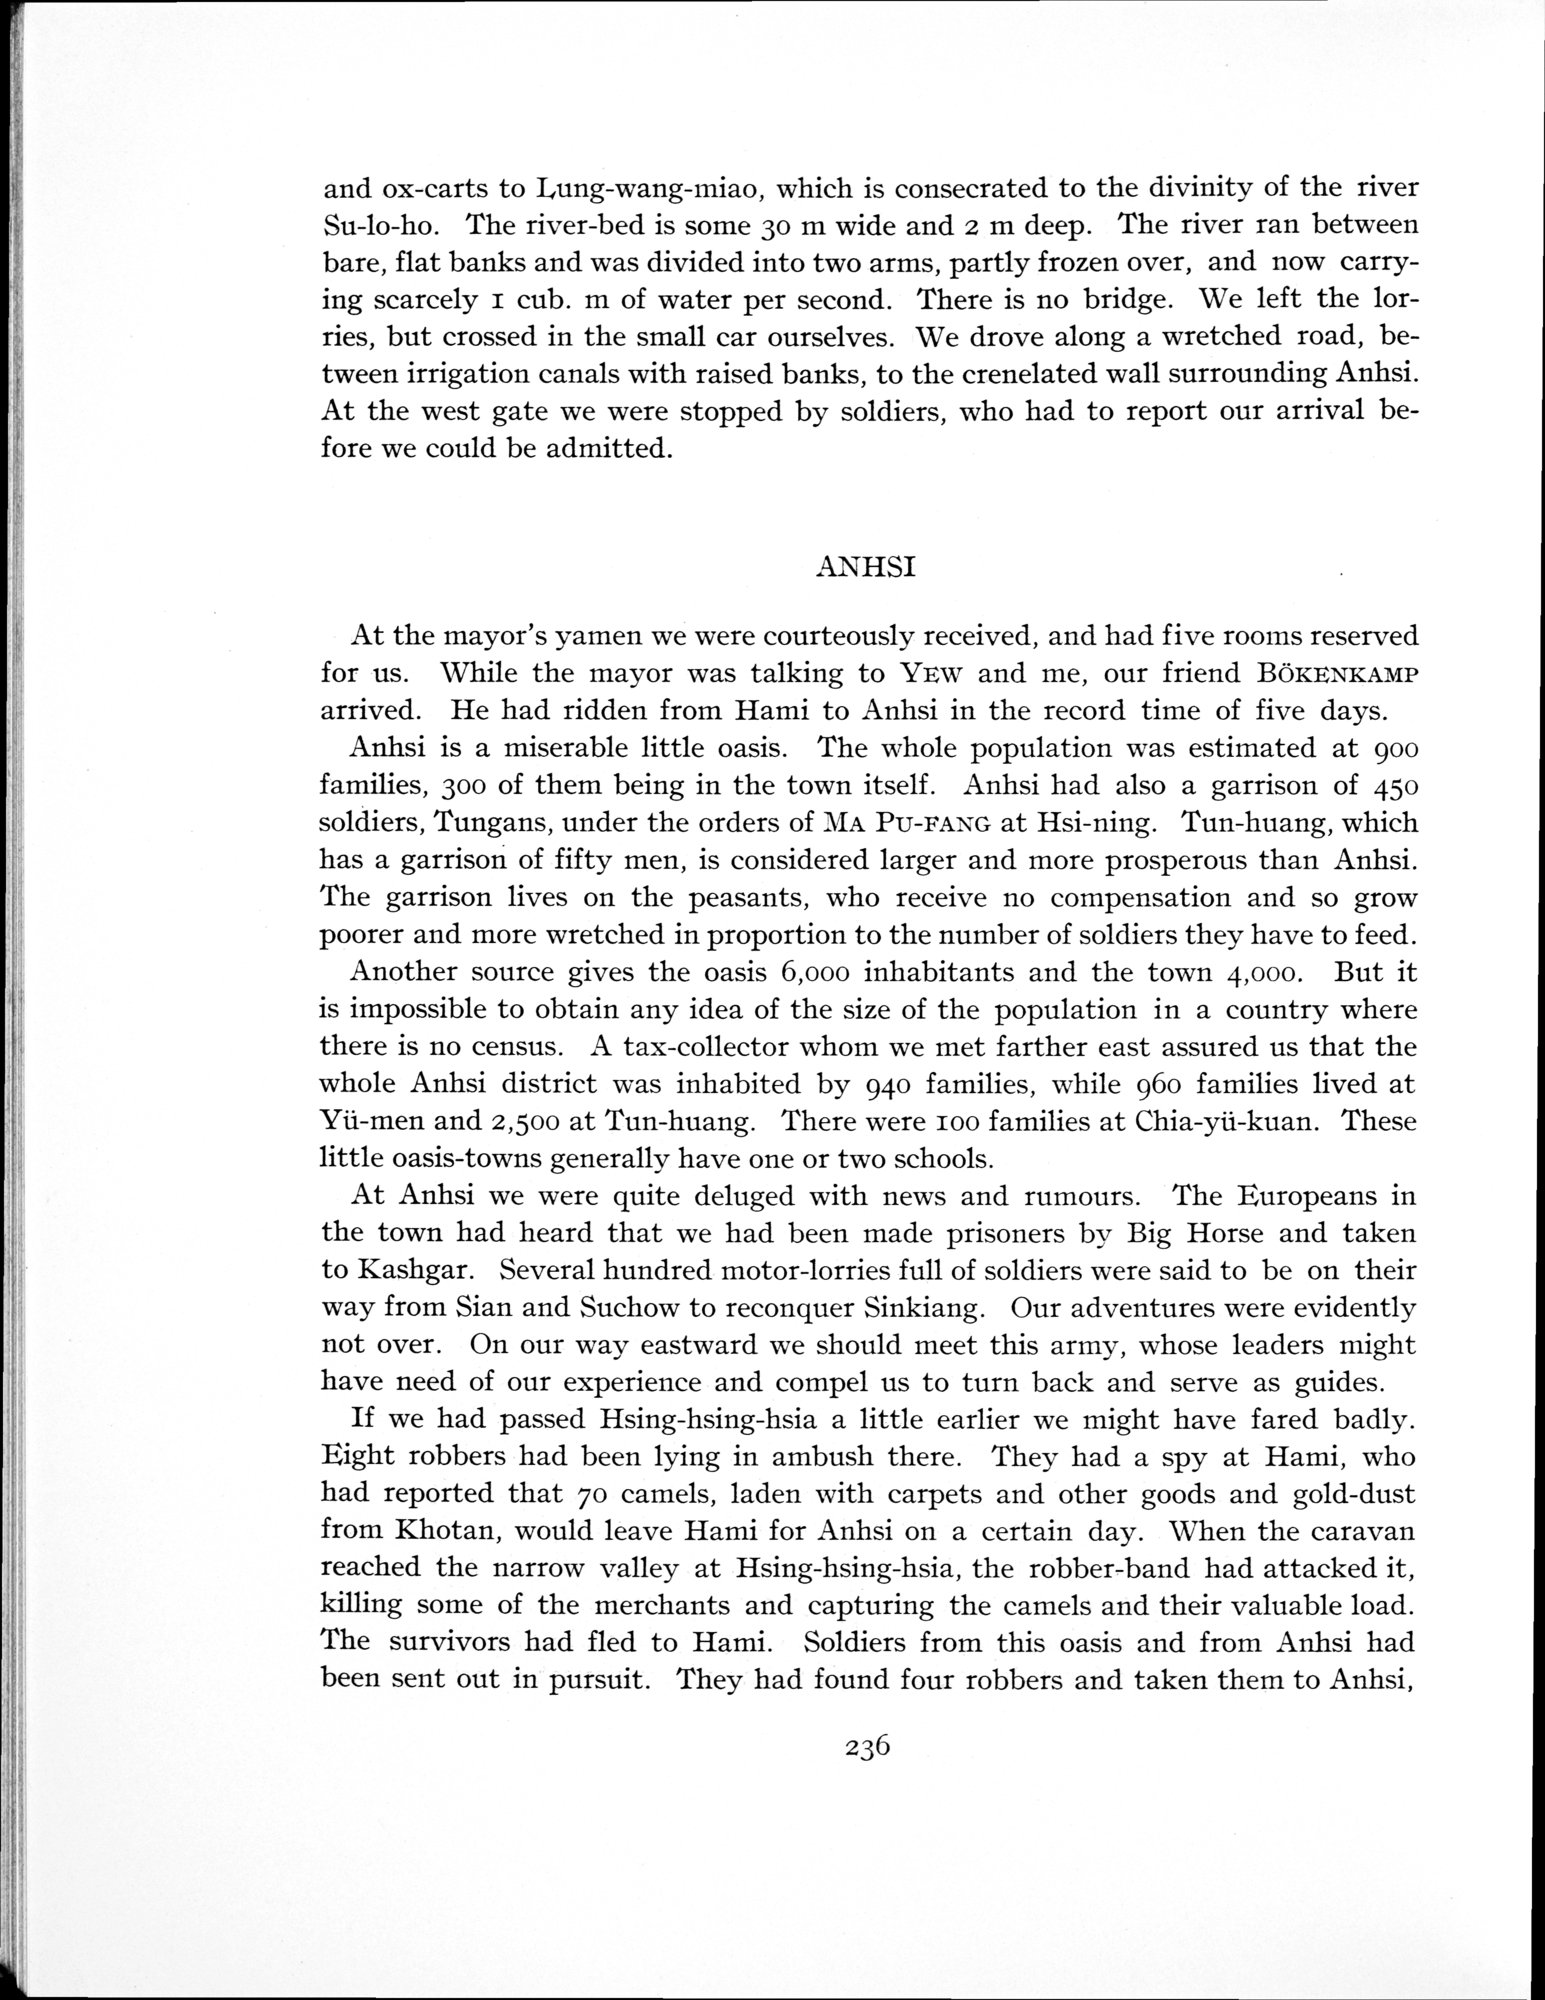 and ox-carts to Lung-wang-miao, which is consecrated to the divinity of the river
Su-lo-ho. The river-bed is some 30 m wide and 2 m deep. The river ran between
bare, flat banks and was divided into two arms, partly frozen over, and now carry-
ing scarcely 1 cub. m of water per second. There is no bridge. We left the lor-
ries, but crossed in the small car ourselves. We drove along a wretched road, be-
tween irrigation canals with raised banks, to the crenelated wall surrounding Anhsi.
At the west gate we were stopped by soldiers, who had to report our arrival be-
fore we could be admitted.
ANHSI
At the mayor's yamen we were courteously received, and had five rooms reserved
for us. While the mayor was talking to YEW and me, our friend BÖKENKAMP
arrived. He had ridden from Hami to Anhsi in the record time of five days.
Anhsi is a miserable little oasis. The whole population was estimated at 900
families, 300 of them being in the town itself. Anhsi had also a garrison of 450
soldiers, Tungans, under the orders of MA PU-FANG at Hsi-ning. Tun-huang, which
has a garrison of fifty men, is considered larger and more prosperous than Anhsi.
The garrison lives on the peasants, who receive no compensation and so grow
poorer and more wretched in proportion to the number of soldiers they have to feed.
Another source gives the oasis 6,000 inhabitants and the town 4,000. But it
is impossible to obtain any idea of the size of the population in a country where
there is no census. A tax-collector whom we met farther east assured us that the
whole Anhsi district was inhabited by 940 families, while 960 families lived at
Yü-men and 2,500 at Tun-huang. There were 100 families at Chia-yü-kuan. These
little oasis-towns generally have one or two schools.
At Anhsi we were quite deluged with news and rumours. The Europeans in
the town had heard that we had been made prisoners by Big Horse and taken
to Kashgar. Several hundred motor-lorries full of soldiers were said to be on their
way from Sian and Suchow to reconquer Sinkiang. Our adventures were evidently
not over. On our way eastward we should meet this army, whose leaders might
have need of our experience and compel us to turn back and serve as guides.
If we had passed Hsing-hsing-hsia a little earlier we might have fared badly.
Eight robbers had been lying in ambush there. They had a spy at Hami, who
had reported that 70 camels, laden with carpets and other goods and gold-dust
from Khotan, would leave Hami for Anhsi on a certain day. When the caravan
reached the narrow valley at Hsing-hsing-hsia, the robber-band had attacked it,
killing some of the merchants and capturing the camels and their valuable load.
The survivors had fled to Hami. Soldiers from this oasis and from Anhsi had
been sent out in pursuit. They had found four robbers and taken them to Anhsi,
236